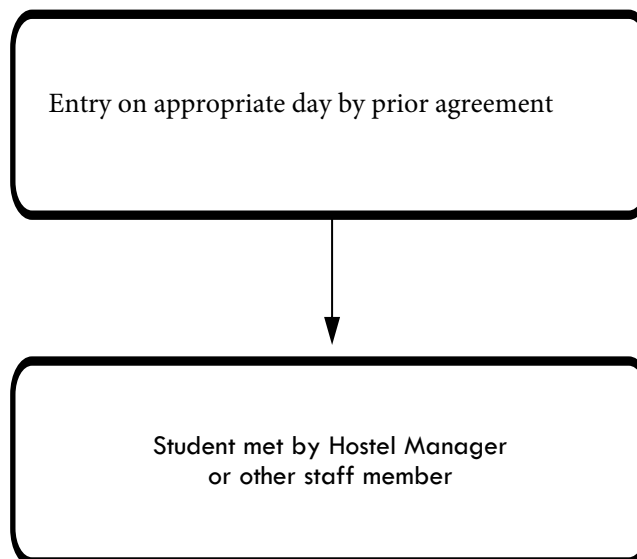 Entry on appropriate day by prior agreement
Student met by Hostel Manager
or other staff member